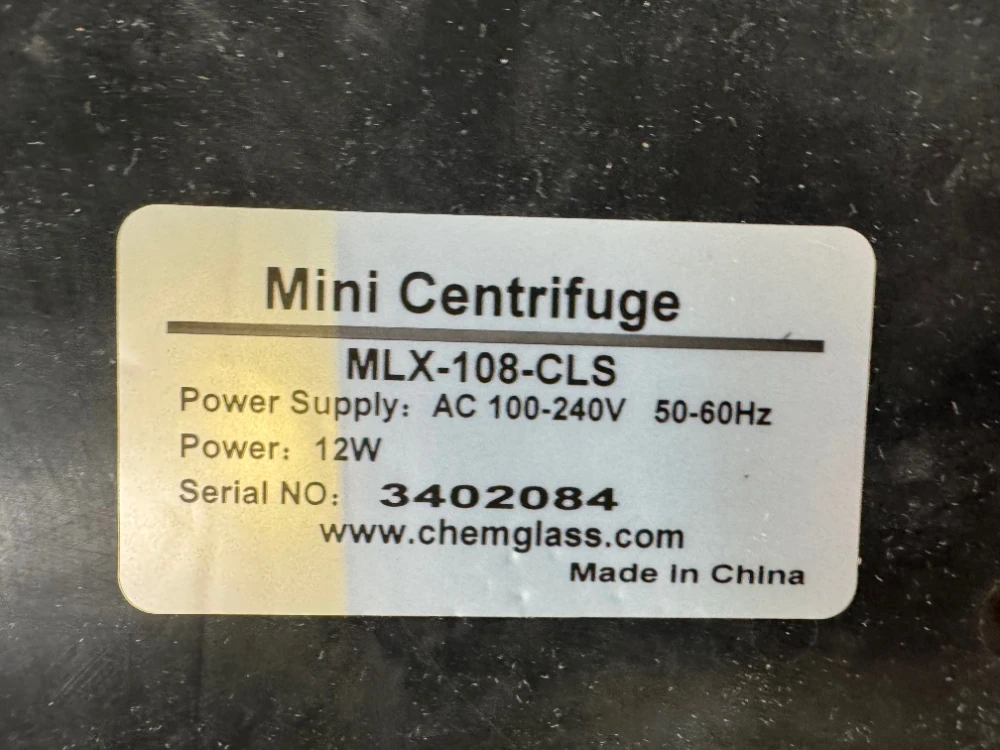 Mini Centrifuge
MLX-108-CLS
Power Supply: AC 100-240V 50-60Hz
Power: 12W
Serial NO: 3402084
www.chemglass.com
Made In China